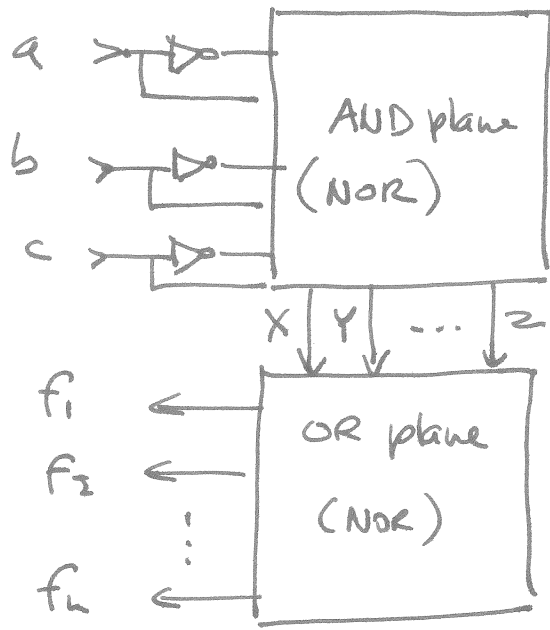 a
AND plane
(NOR)
b
c
X Y ... Z
f1
OR plane
f2
(NOR)
fn